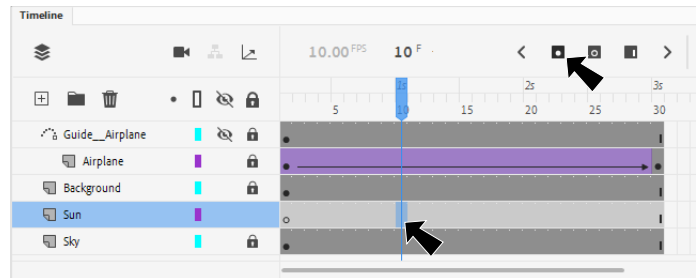 Timeline
10.00 FPS 10 F
1s 2s 3s
5 10 15 20 25 30
Guide__Airplane
Airplane
Background
Sun
Sky